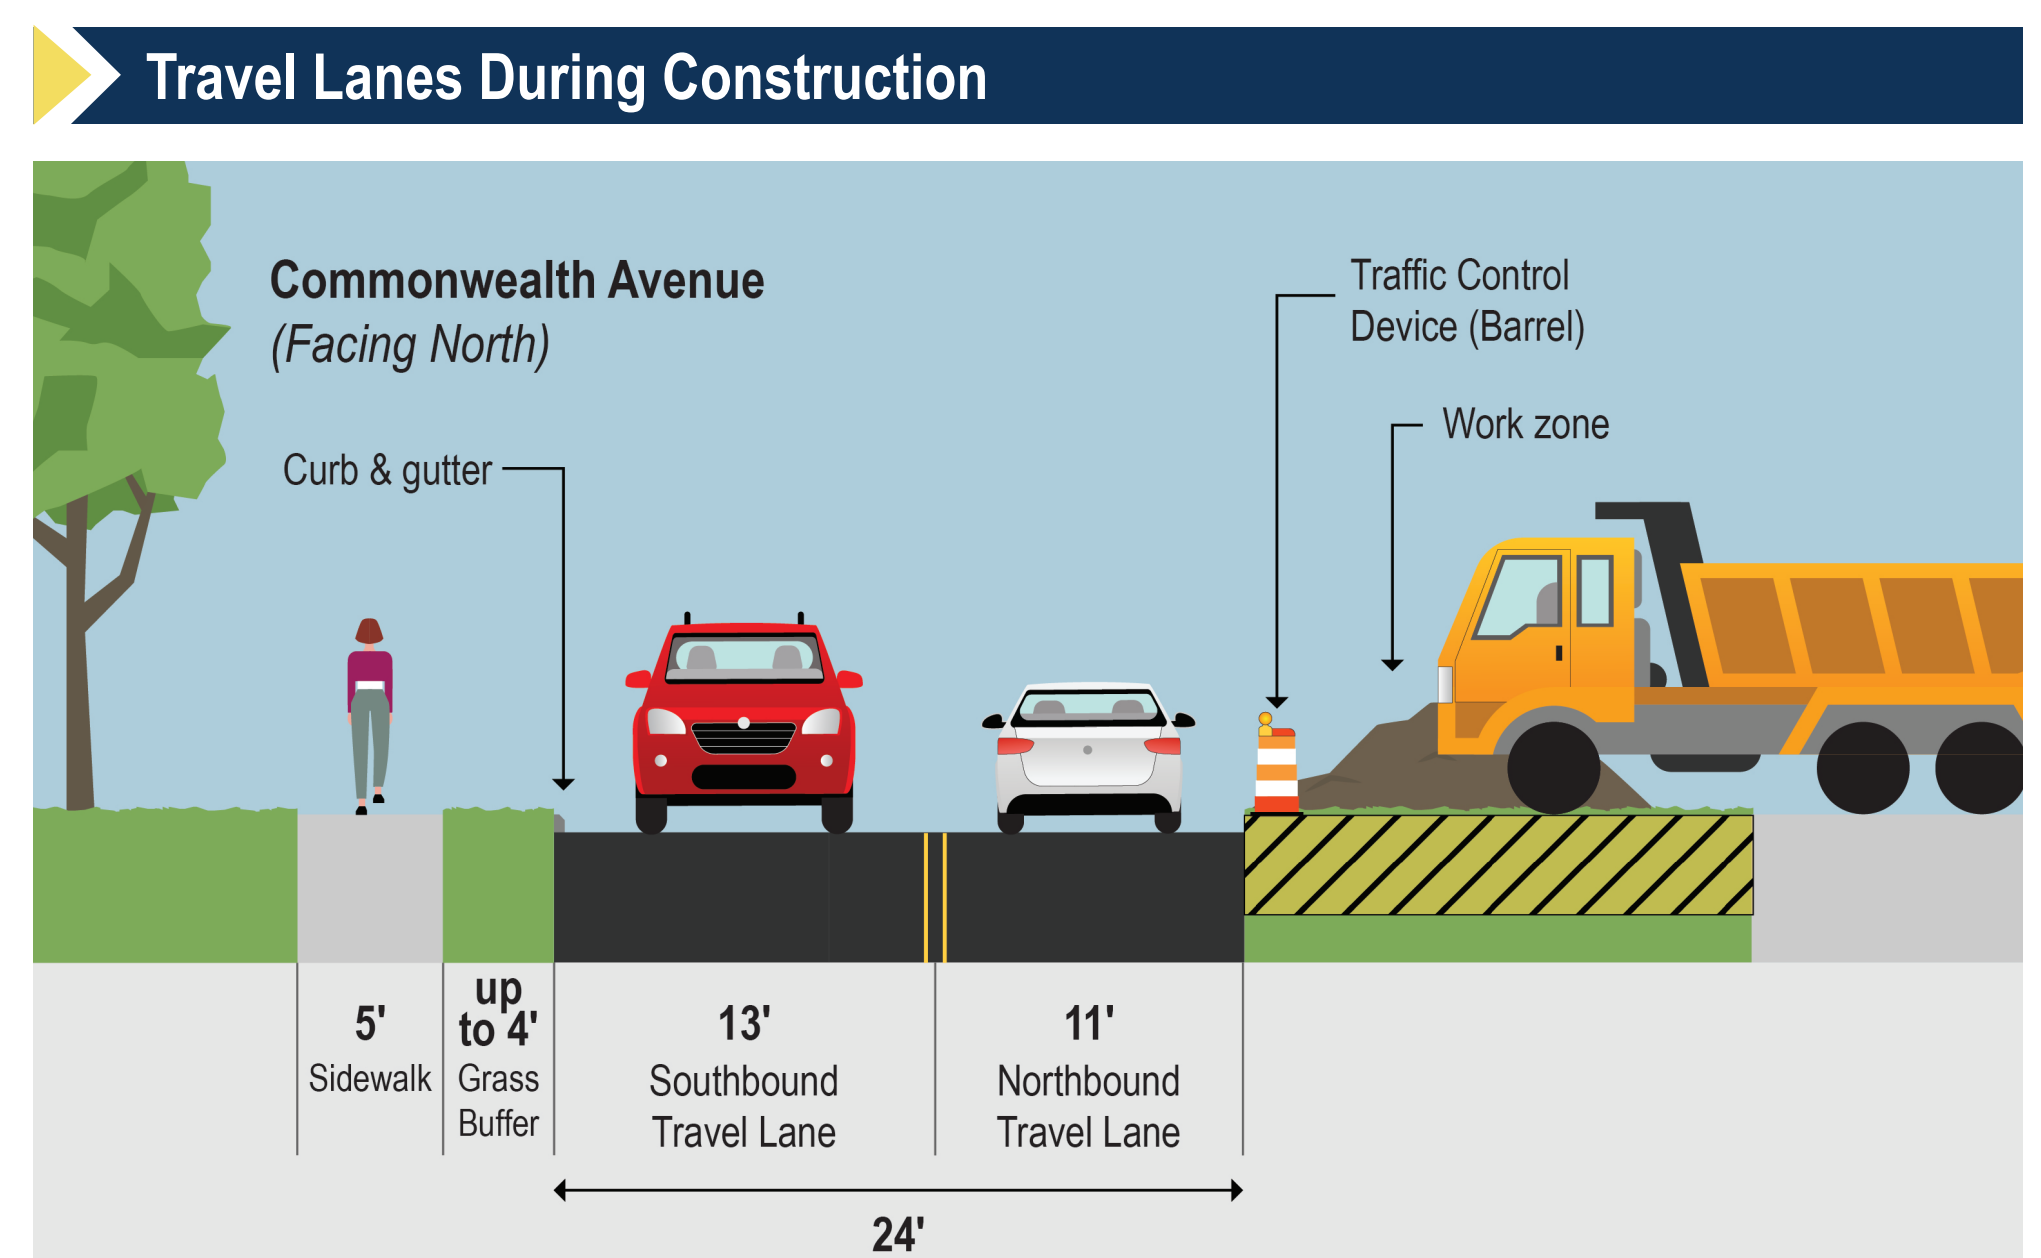 Travel Lanes During Construction
Commonwealth Avenue
(Facing North)
Traffic Control
Device (Barrel)
Work zone
Curb & gutter
5'
Sidewalk
up
to 4'
Grass
Buffer
13'
Southbound
Travel Lane
11'
Northbound
Travel Lane
24'